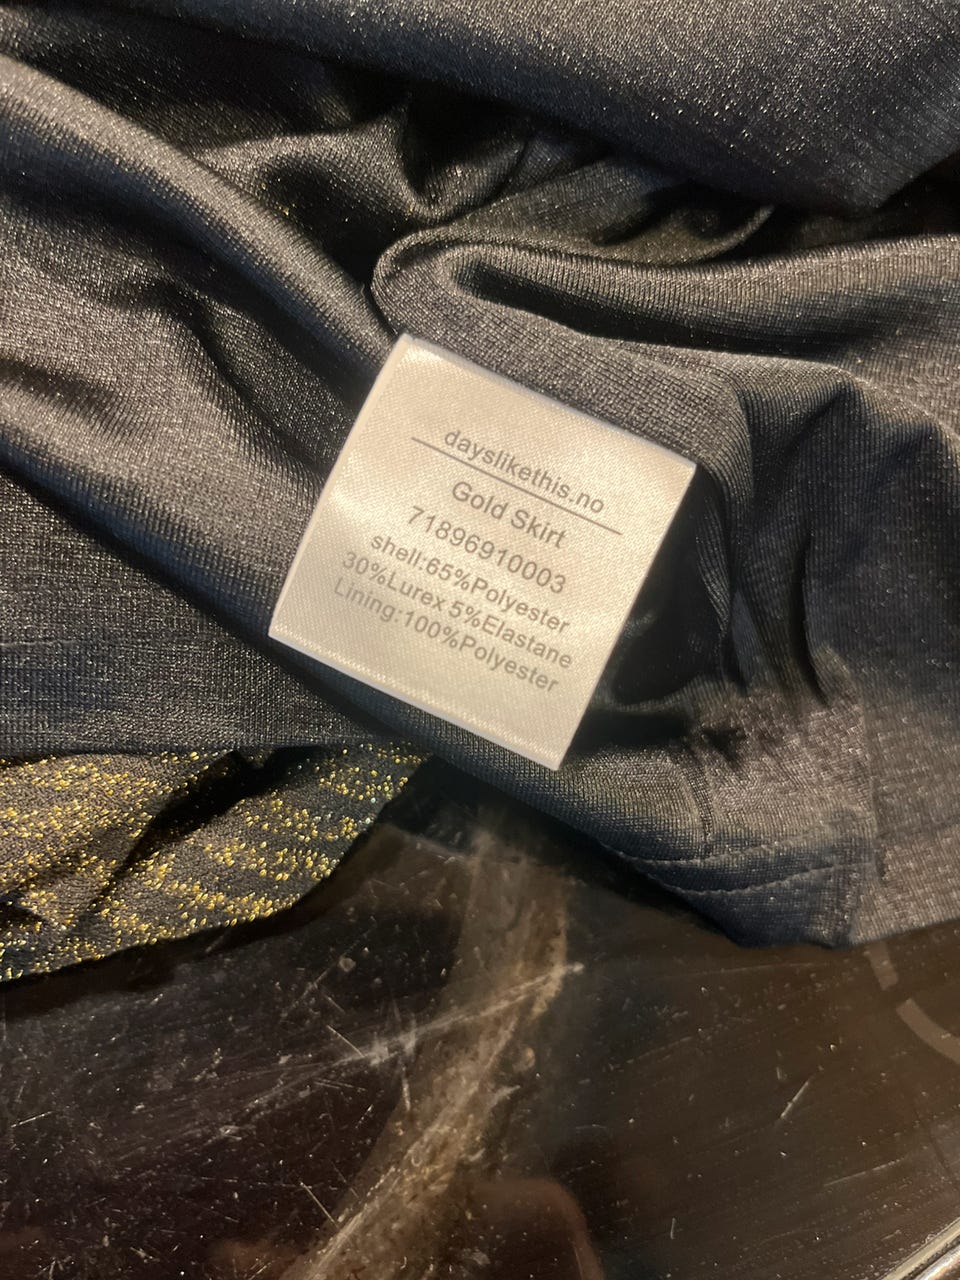 dayslikethis.no
Gold Skirt
71896910003
shell:65%Polyester
30%Lurex 5%Elastane
Lining:100%Polyester